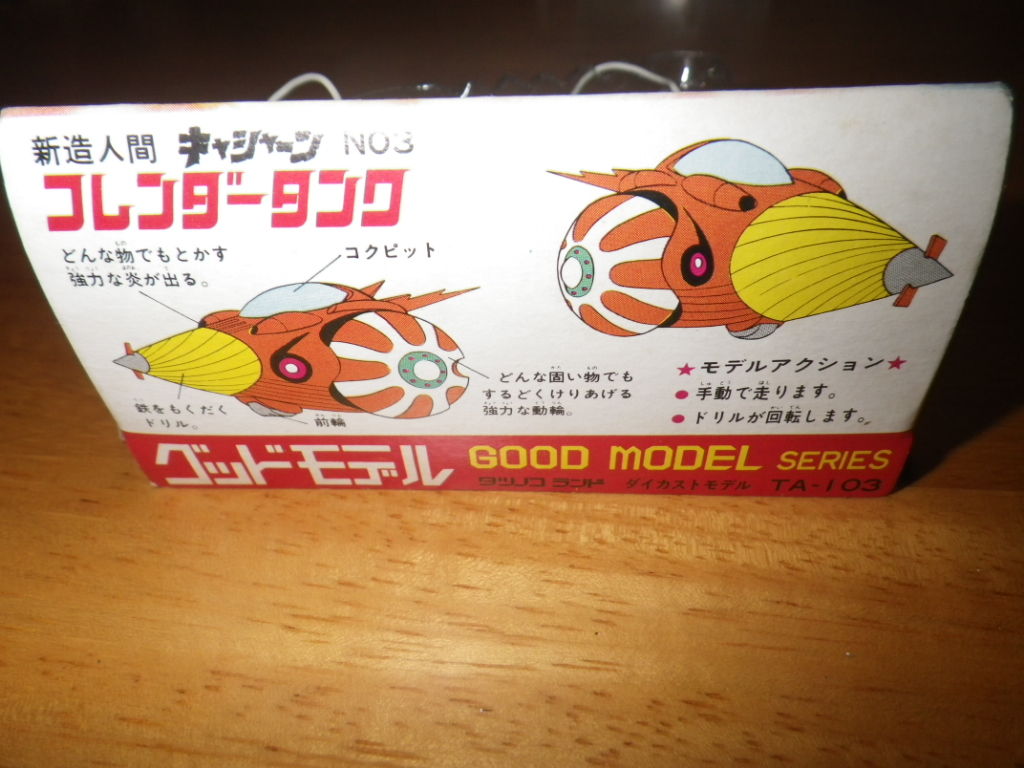 新造人間 キャシャーン NO3
コレンダータンク
どんな物でもとかす
強力な炎が出る。
コクピット
鉄をもくだく
ドリル。
前輪
どんな固い物でも
するどくけりあげる
強力な動輪。
★モデルアクション★
●手動で走ります。
●ドリルが回転します。
グッドモデル GOOD MODEL SERIES
タツノコ ランド ダイカストモデル TA-103